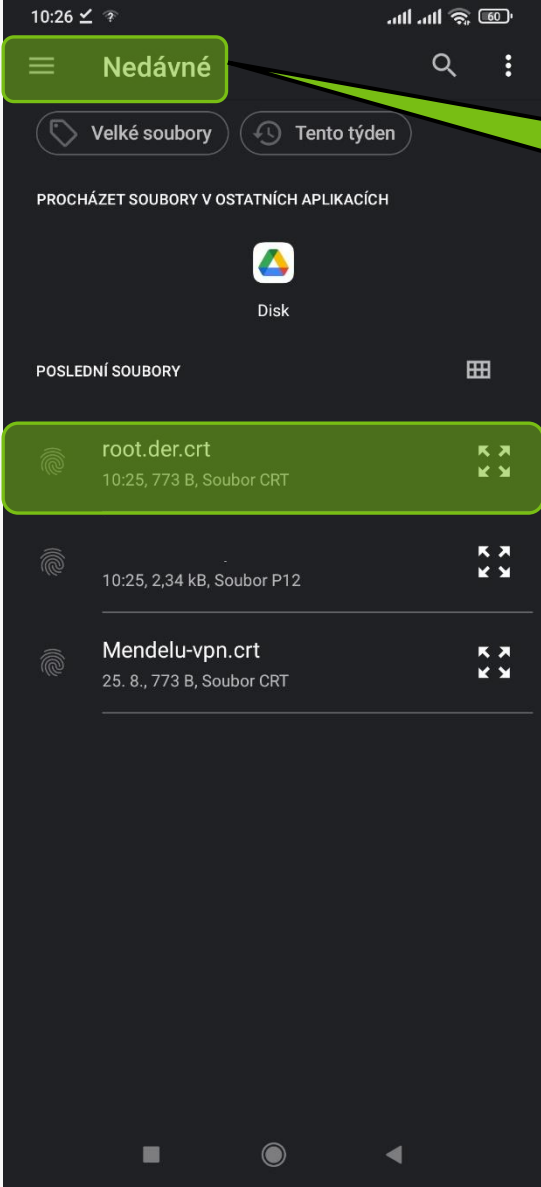 10:26
60
Nedávné
Velké soubory
Tento týden
PROCHÁZET SOUBORY V OSTATNÍCH APLIKACÍCH
Disk
POSLEDNÍ SOUBORY
root.der.crt
10:25, 773 B, Soubor CRT
10:25, 2,34 kB, Soubor P12
Mendelu-vpn.crt
25. 8., 773 B, Soubor CRT